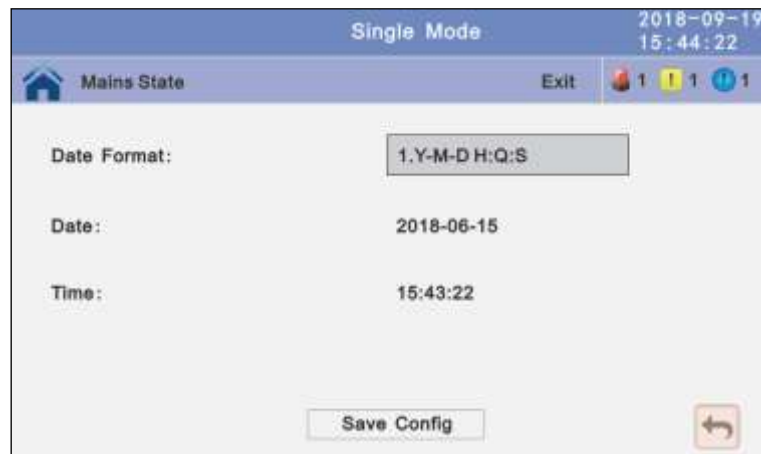 Single Mode
2018-09-19
15:44:22
Mains State Exit 1 ! 1 1
Date Format: 1.Y-M-D H:Q:S
Date: 2018-06-15
Time: 15:43:22
Save Config